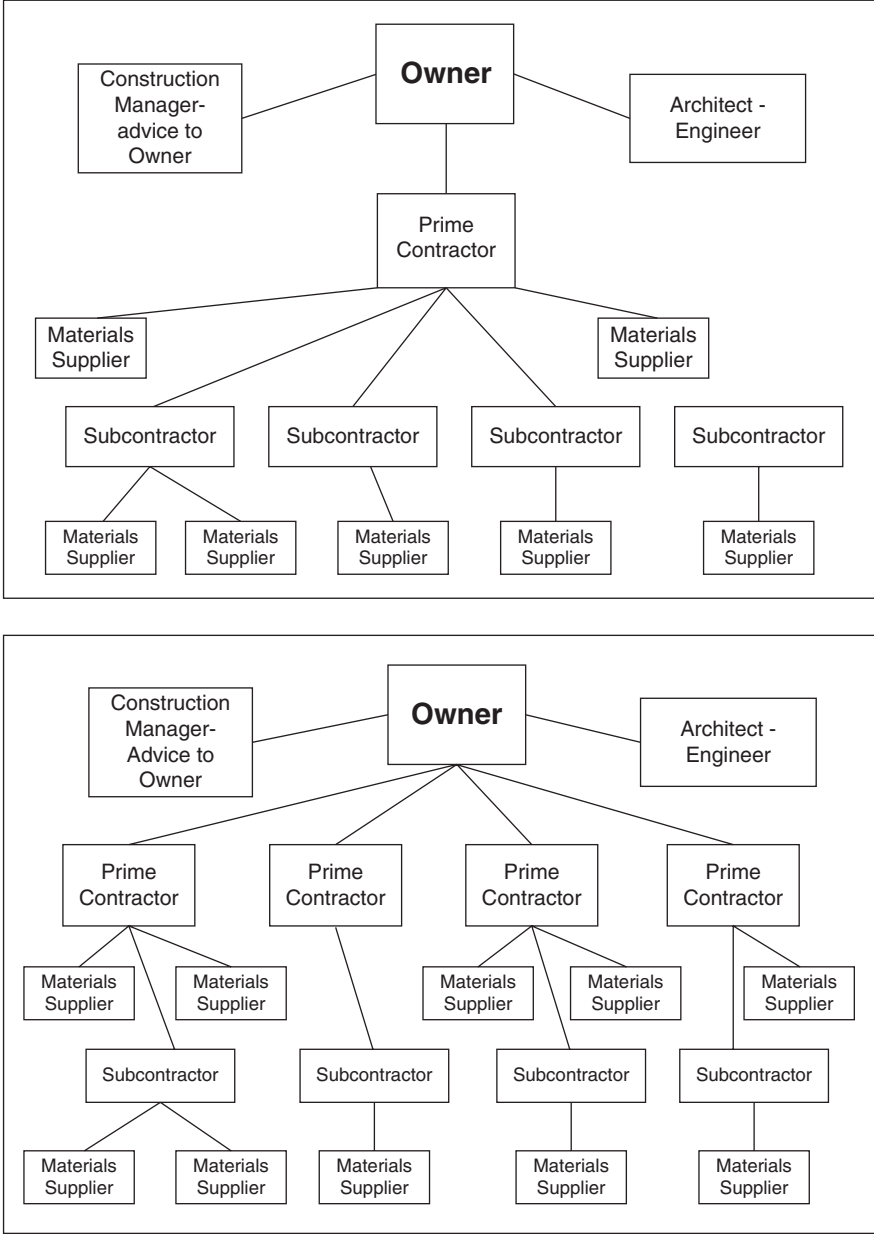 Owner
Construction
Manager-
advice to
Owner
Architect -
Engineer
Prime
Contractor
Materials
Supplier
Materials
Supplier
Subcontractor
Subcontractor
Subcontractor
Subcontractor
Materials
Supplier
Materials
Supplier
Materials
Supplier
Materials
Supplier
Materials
Supplier
Owner
Construction
Manager-
Advice to
Owner
Architect -
Engineer
Prime
Contractor
Prime
Contractor
Prime
Contractor
Prime
Contractor
Materials
Supplier
Materials
Supplier
Materials
Supplier
Materials
Supplier
Materials
Supplier
Subcontractor
Subcontractor
Subcontractor
Subcontractor
Materials
Supplier
Materials
Supplier
Materials
Supplier
Materials
Supplier
Materials
Supplier